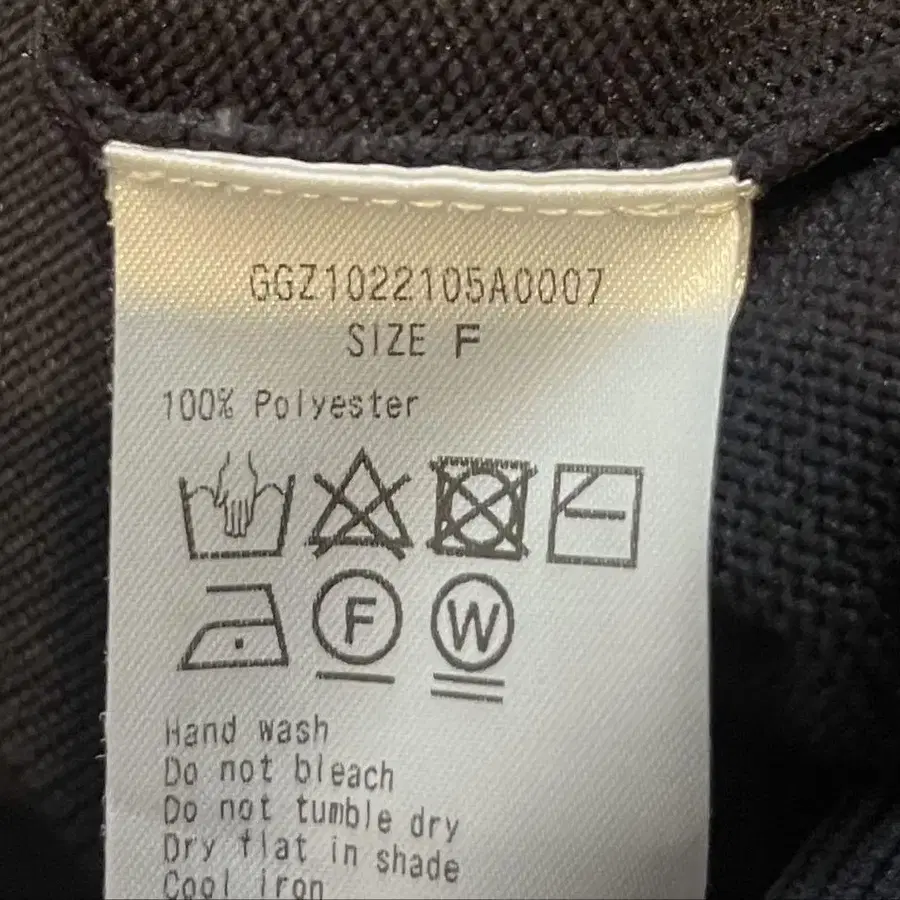 GGZ1022105A0007
SIZE F
100% Polyester
F W
Hand wash
Do not bleach
Do not tumble dry
Dry flat in shade
Cool iron